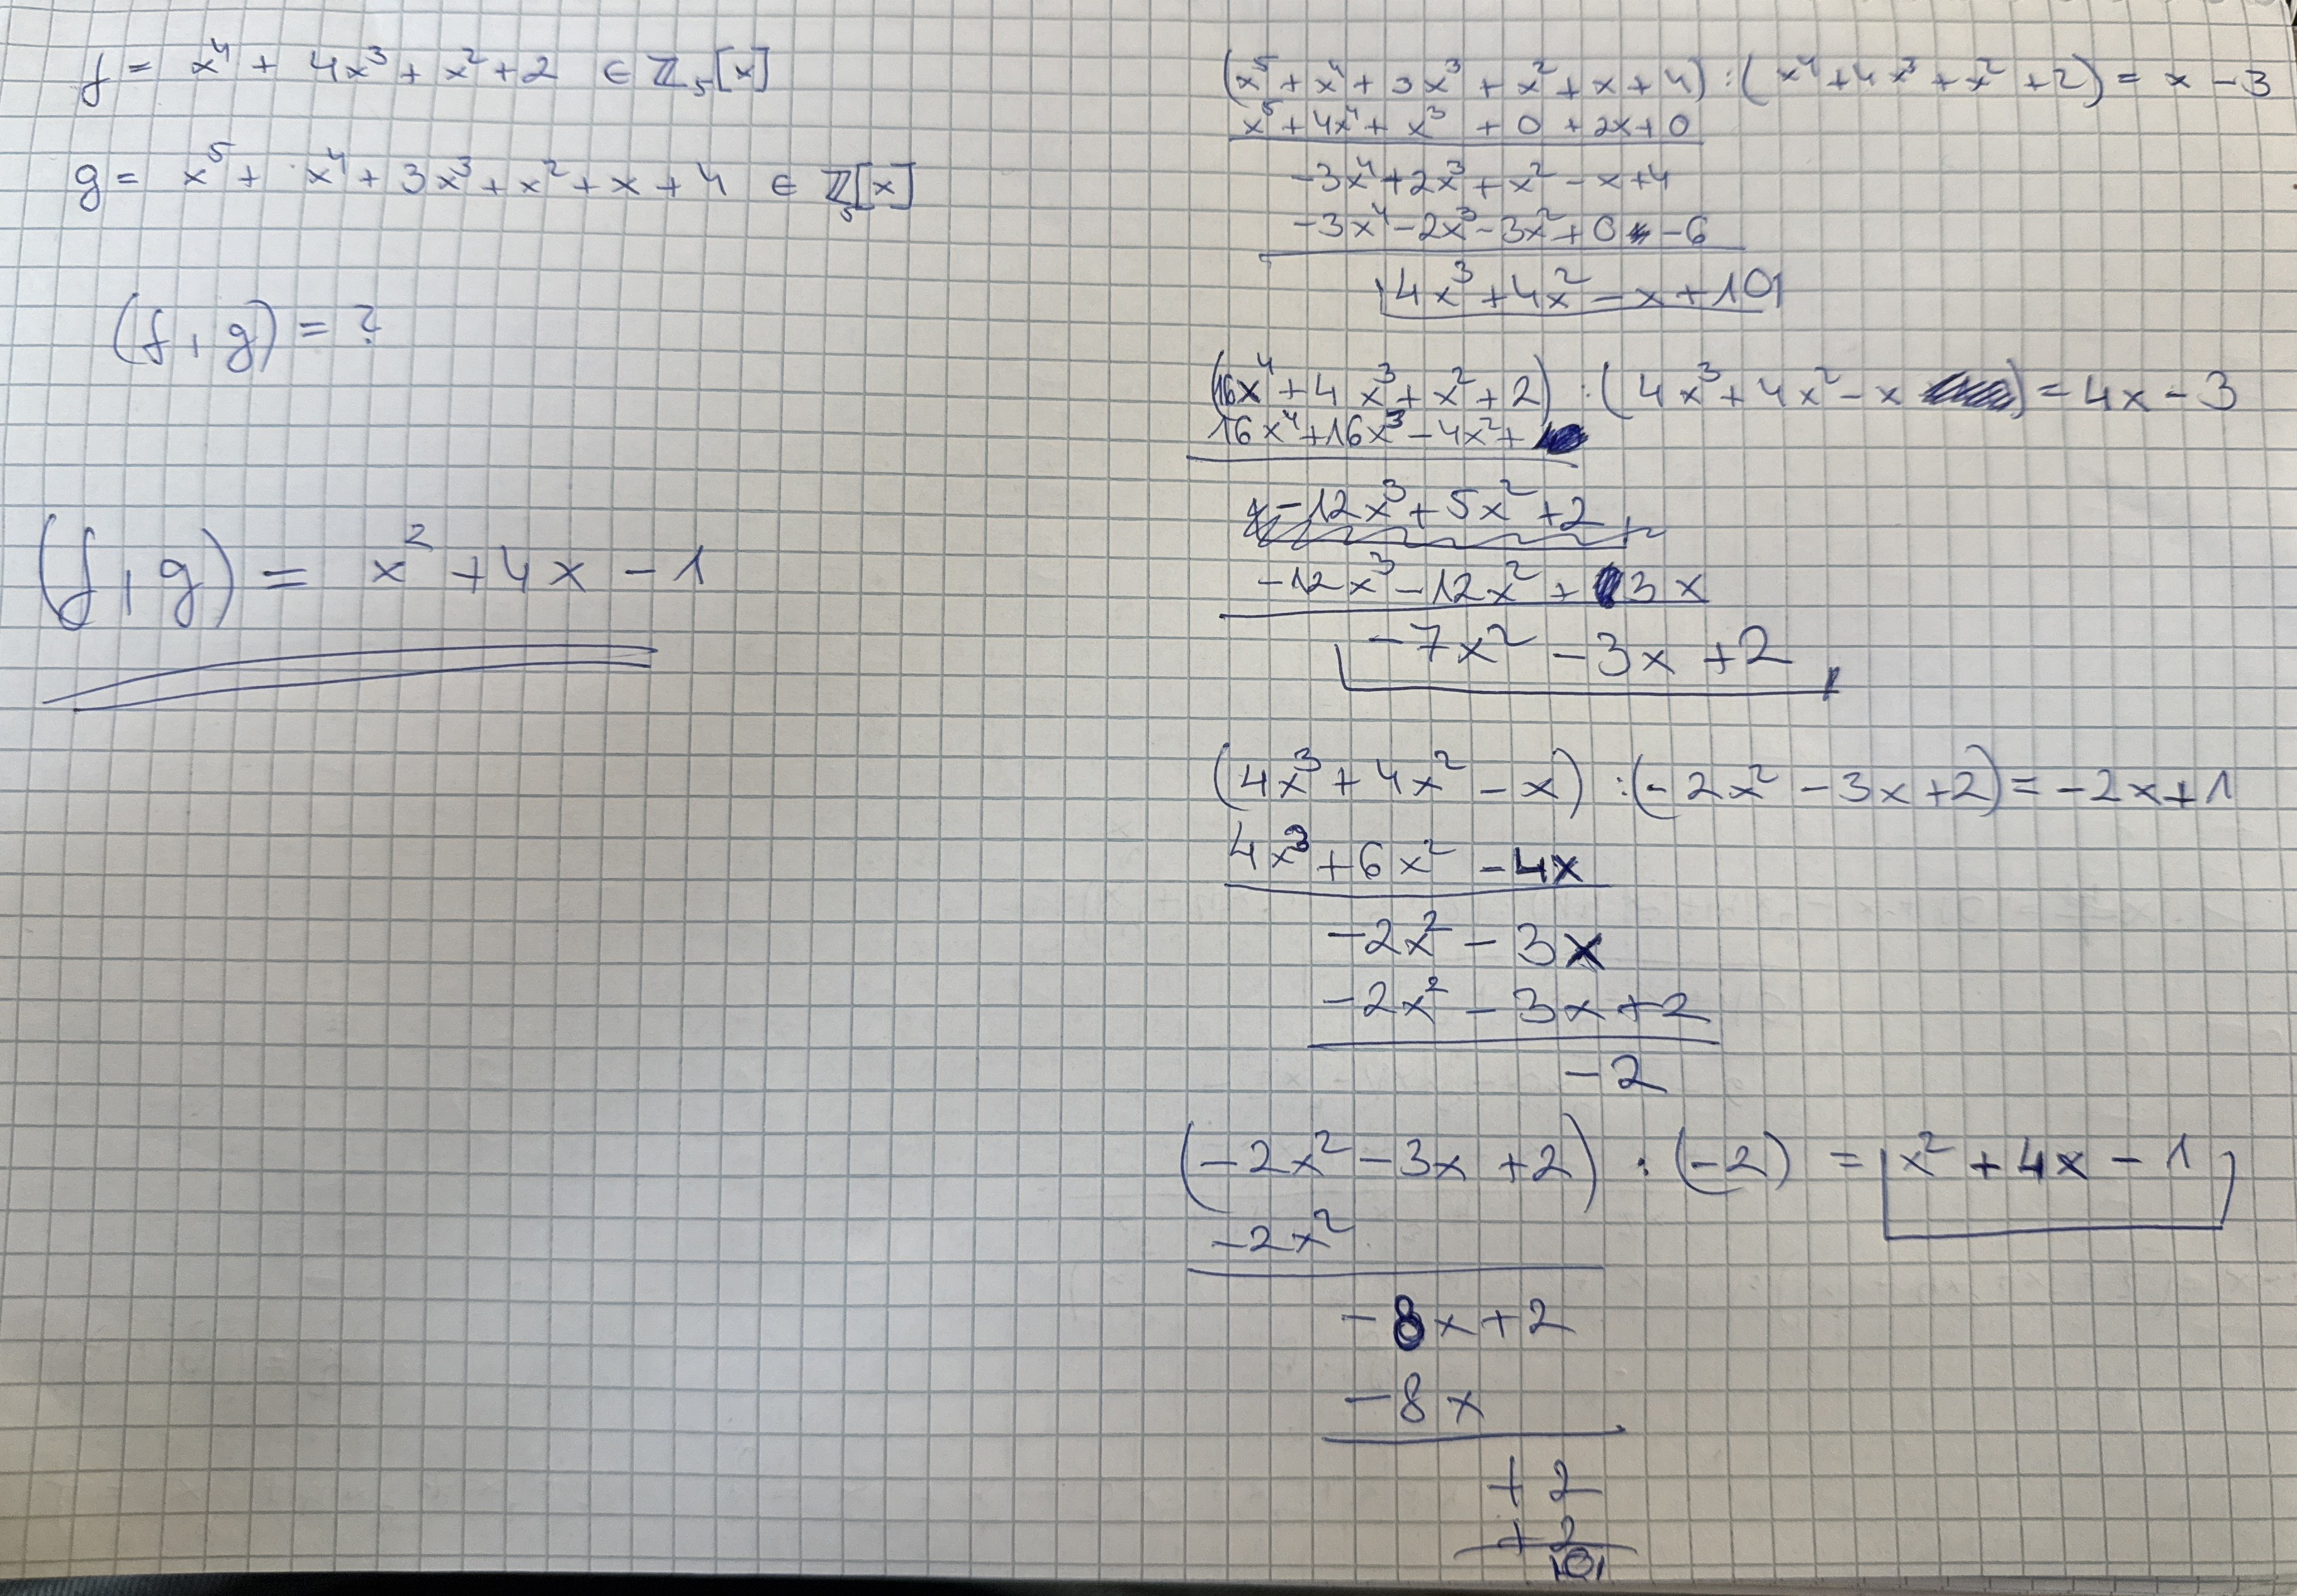 f = x⁴ + 4x³ + x² + 2 ∈ ℤ₅[x]
g = x⁵ + x⁴ + 3x³ + x² + x + 4 ∈ ℤ₅[x]
(f, g) = ?
(f, g) = x² + 4x - 1
(x⁵ + x⁴ + 3x³ + x² + x + 4) : (x⁴ + 4x³ + x² + 2) = x - 3
x⁵ + 4x⁴ + x³ + 0 + 2x + 0
-3x⁴ + 2x³ + x² - x + 4
-3x⁴ - 2x³ - 3x² + 0 - 6
4x³ + 4x² - x + 10
(16x⁴ + 4x³ + x² + 2) : (4x³ + 4x² - x) = 4x - 3
16x⁴ + 16x³ - 4x² +
-12x³ + 5x² + 2
-12x³ - 12x² + 3x
-7x² - 3x + 2
(4x³ + 4x² - x) : (-2x² - 3x + 2) = -2x + 1
4x³ + 6x² - 4x
-2x² - 3x
-2x² - 3x + 2
-2
(-2x² - 3x + 2) : (-2) = x² + 4x - 1
-2x²
-8x + 2
-8x
+2
+2
0